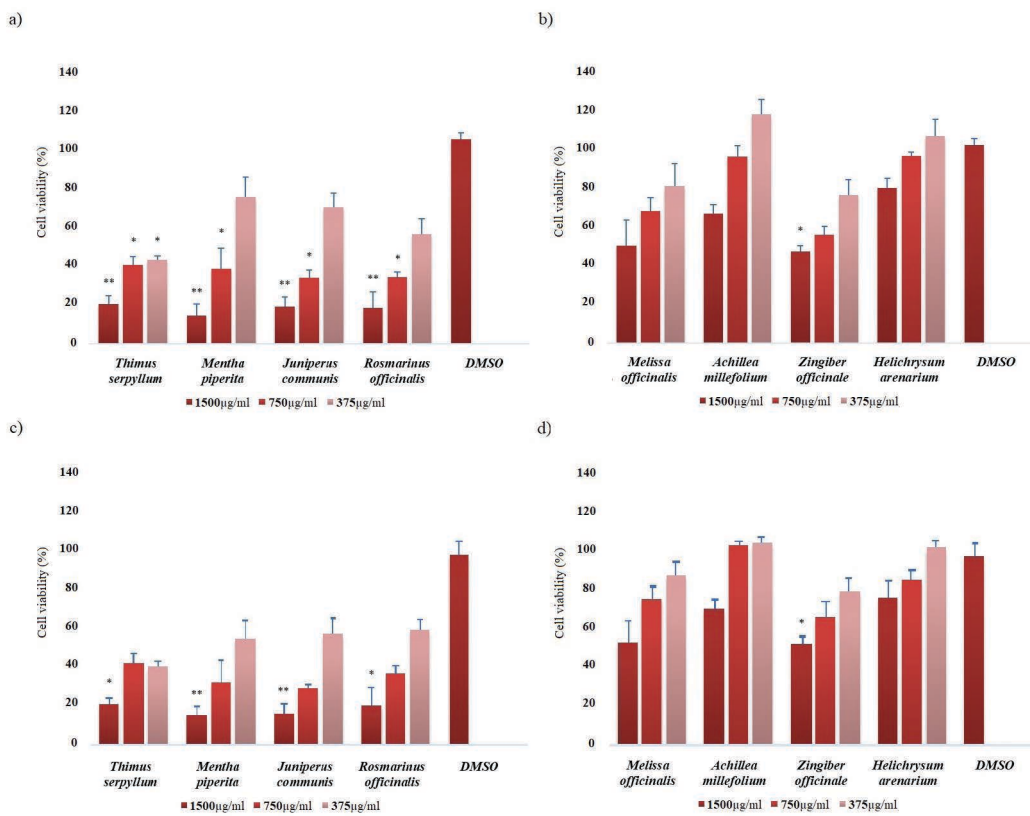 a)
Cell viability (%)
140
120
100
80
60
40
20
0
** * *
** *
** *
** *
Thimus serpyllum
Mentha piperita
Juniperus communis
Rosmarinus officinalis
DMSO
1500µg/ml 750µg/ml 375µg/ml
b)
Cell viability (%)
140
120
100
80
60
40
20
0
*
Melissa officinalis
Achillea millefolium
Zingiber officinale
Helichrysum arenarium
DMSO
1500µg/ml 750µg/ml 375µg/ml
c)
Cell viability (%)
140
120
100
80
60
40
20
0
*
**
**
*
Thimus serpyllum
Mentha piperita
Juniperus communis
Rosmarinus officinalis
DMSO
1500µg/ml 750µg/ml 375µg/ml
d)
Cell viability (%)
140
120
100
80
60
40
20
0
*
Melissa officinalis
Achillea millefolium
Zingiber officinale
Helichrysum arenarium
DMSO
1500µg/ml 750µg/ml 375µg/ml